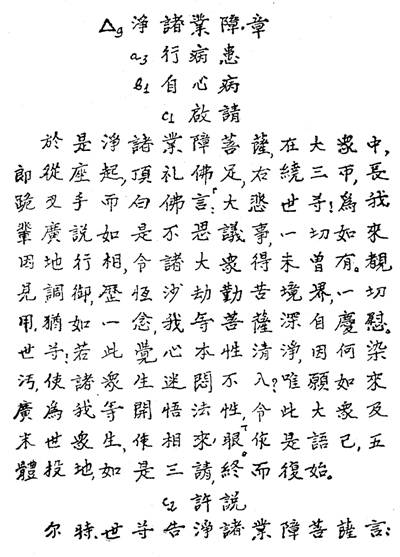 △9 淨諸業障章
a3 行病患
b1 自心病
c1 啟請
於是淨諸業障菩薩,在大衆中,
即從座起,頂礼佛足,右繞三帀,長
跪叉手而白佛言:「大悲世尊!為我
輩廣說如是不思議事,一切如來
因地行相,令諸大衆得未曾有。覩
見調御,歷恆沙劫勤苦境界,一切
用,猶如一念,我等菩薩深自慶慰。
世尊!若此覺心本性清淨,因何染
污,使諸衆生迷悶不入?唯願如來
廣為我等開悟法性,令此大衆及
末世衆生,作将來眼。」作是語已,五
體投地,如是三請,終而復始。
c2 許說
尔時,世尊告淨諸業障菩薩言: